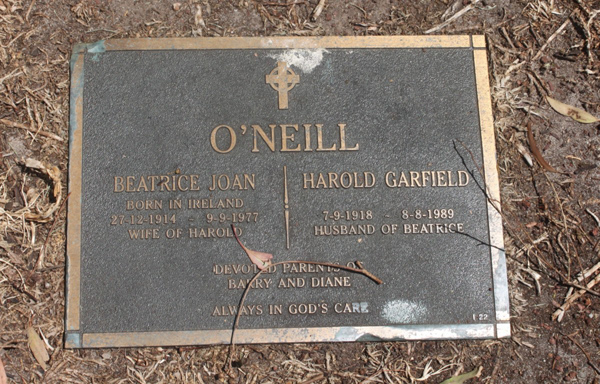 O'NEILL
BEATRICE JOAN
BORN IN IRELAND
27-12-1914 - 9-9-1977
WIFE OF HAROLD
HAROLD GARFIELD
7-9-1918 - 8-8-1989
HUSBAND OF BEATRICE
DEVOTED PARENTS OF
BARRY AND DIANE
ALWAYS IN GOD'S CARE